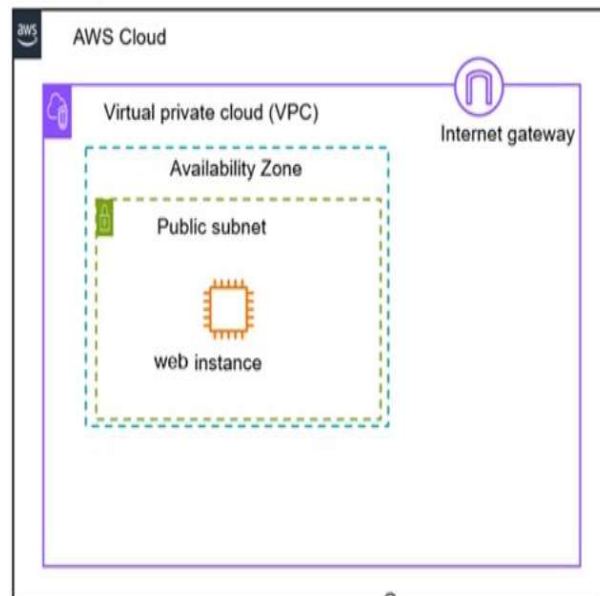 aws
AWS Cloud
Virtual private cloud (VPC)
Internet gateway
Availability Zone
Public subnet
web instance